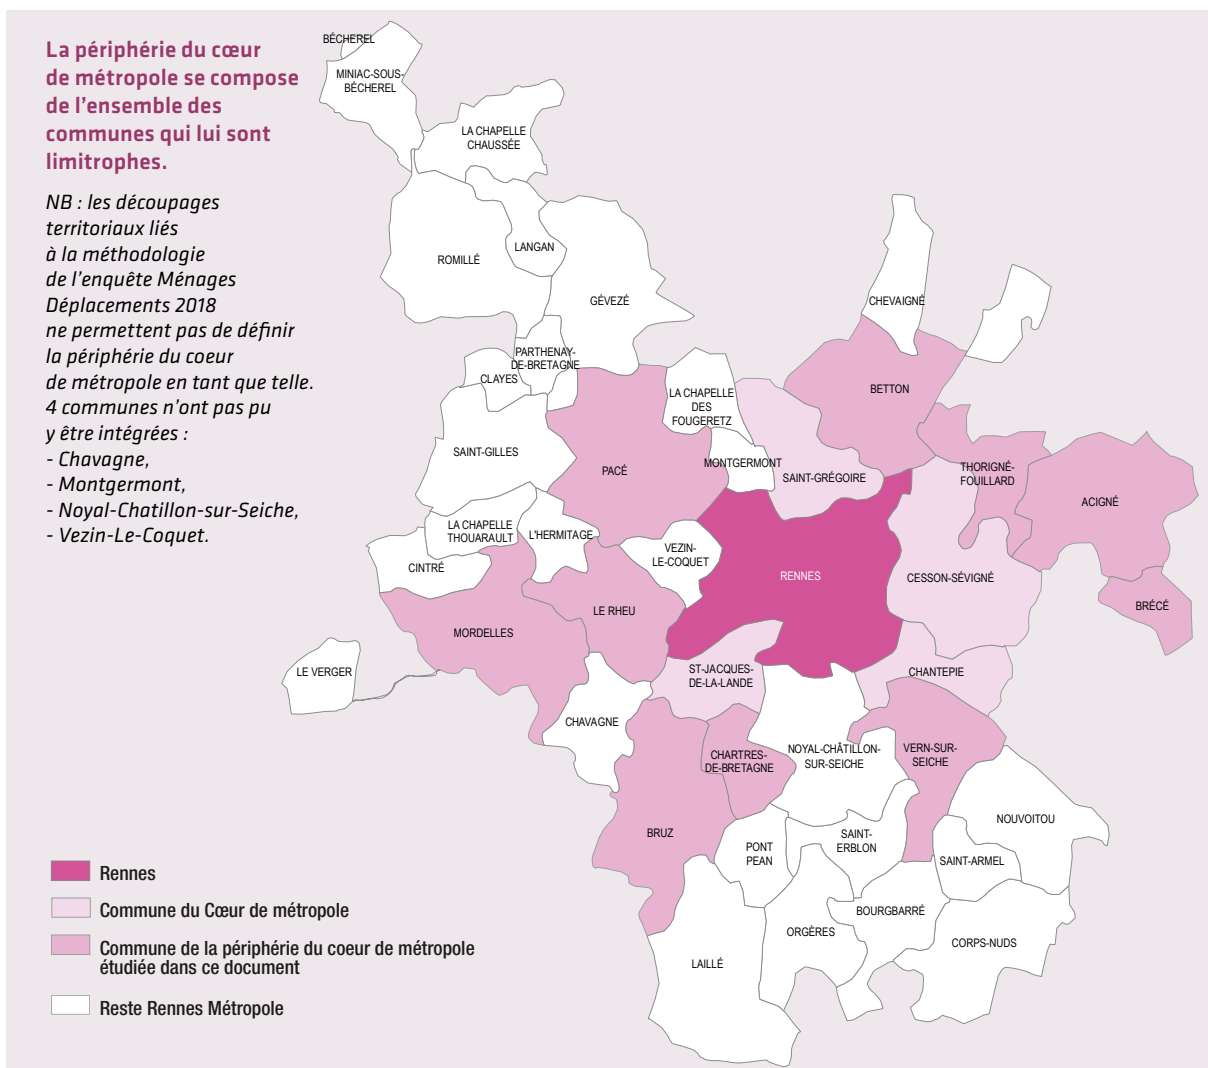 La périphérie du cœur
de métropole se compose
de l'ensemble des
communes qui lui sont
limitrophes.
NB : les découpages
territoriaux liés
à la méthodologie
de l'enquête Ménages
Déplacements 2018
ne permettent pas de définir
la périphérie du coeur
de métropole en tant que telle.
4 communes n'ont pas pu
y être intégrées :
- Chavagne,
- Montgermont,
- Noyal-Chatillon-sur-Seiche,
- Vezin-Le-Coquet.
BÉCHEREL
MINIAC-SOUS-
BÉCHEREL
LA CHAPELLE
CHAUSSÉE
ROMILLÉ
LANGAN
GÉVEZÉ
CHEVAIGNÉ
PARTHENAY-
DE-BRETAGNE
CLAYES
LA CHAPELLE
DES
FOUGERETZ
BETTON
SAINT-GILLES
PACÉ
MONTGERMONT
SAINT-GRÉGOIRE
THORIGNÉ-
FOUILLARD
ACIGNÉ
LA CHAPELLE
THOUARAULT
L'HERMITAGE
VEZIN-
LE-COQUET
CINTRÉ
RENNES
CESSON-SÉVIGNÉ
BRÉCÉ
LE RHEU
MORDELLES
LE VERGER
ST-JACQUES-
DE-LA-LANDE
CHANTEPIE
CHAVAGNE
CHARTRES-
DE-BRETAGNE
NOYAL-CHÂTILLON-
SUR-SEICHE
VERN-SUR-
SEICHE
BRUZ
PONT
PEAN
SAINT-
ERBLON
NOUVOITOU
SAINT-ARMEL
BOURGBARRÉ
ORGÈRES
CORPS-NUDS
LAILLÉ
Rennes
Commune du Cœur de métropole
Commune de la périphérie du coeur de métropole
étudiée dans ce document
Reste Rennes Métropole